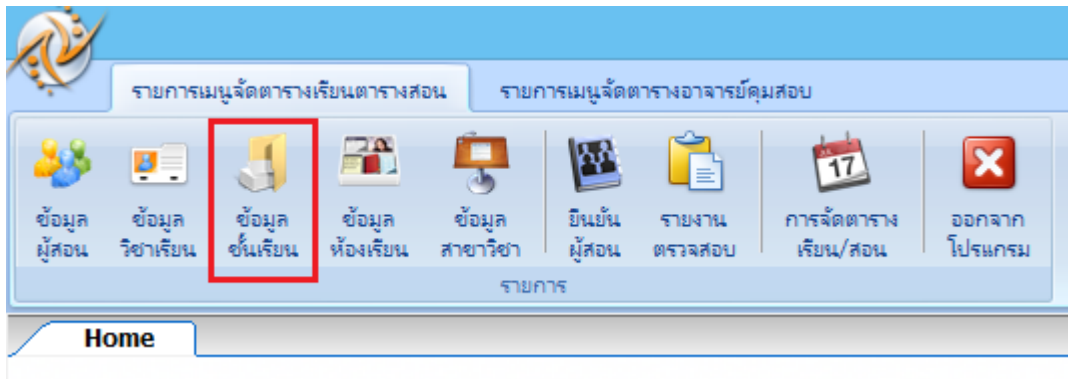 รายการเมนูจัดตารางเรียนตารางสอน รายการเมนูจัดตารางอาจารย์คุมสอบ
ข้อมูล ข้อมูล ข้อมูล ข้อมูล ข้อมูล ยืนยัน รายงาน 17 การจัดตาราง ออกจาก
ผู้สอน วิชาเรียน ชั้นเรียน ห้องเรียน สาขาวิชา ผู้สอน ตรวจสอบ เรียน/สอน โปรแกรม
รายการ
Home